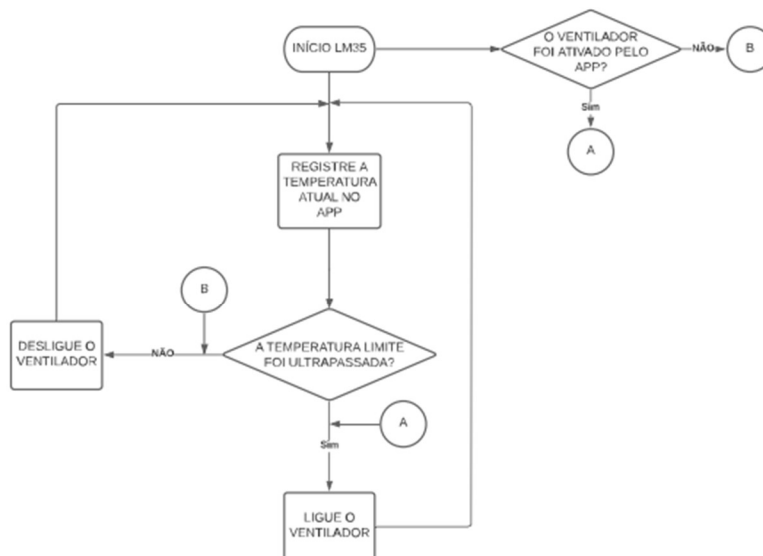 INÍCIO LM35
O VENTILADOR
FOI ATIVADO PELO
APP?
NÃO
B
Sim
A
REGISTRE A
TEMPERATURA
ATUAL NO
APP
B
DESLIGUE O
VENTILADOR
NÃO
A TEMPERATURA LIMITE
FOI ULTRAPASSADA?
A
Sim
LIGUE O
VENTILADOR